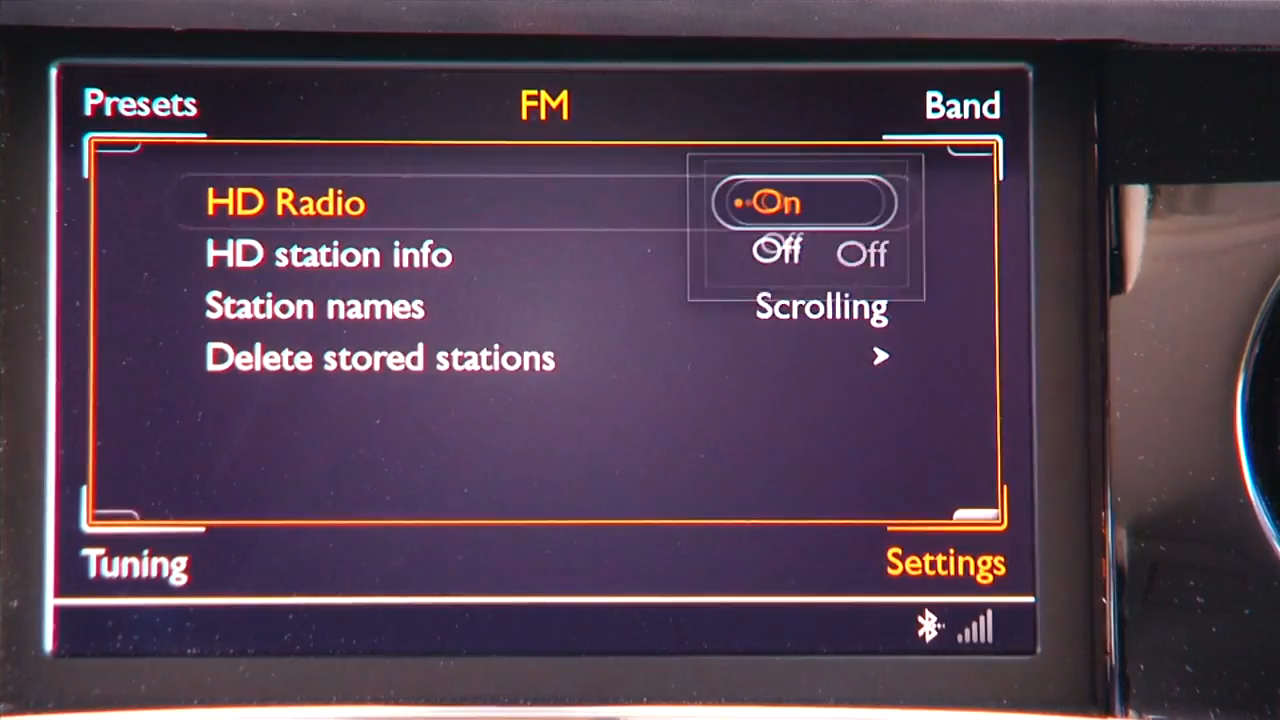 Presets FM Band
HD Radio On
HD station info Off Off
Station names Scrolling
Delete stored stations >
Tuning Settings